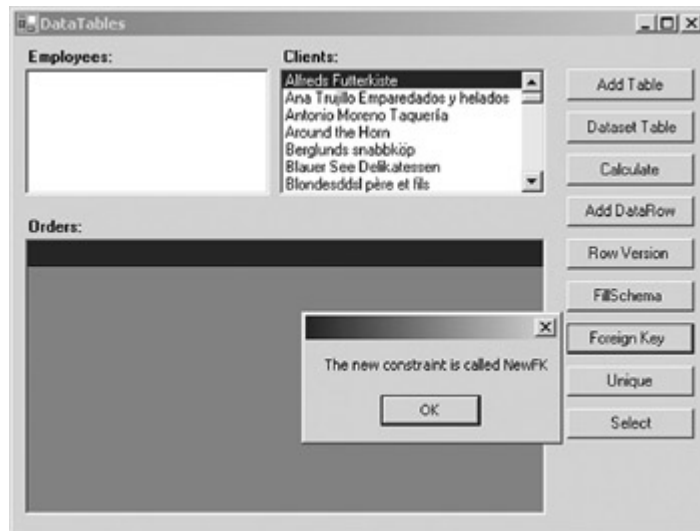 DataTables
Employees:
Clients:
Alfreds Futterkiste
Ana Trujillo Emparedados y helados
Antonio Moreno Taquería
Around the Horn
Berglunds snabbköp
Blauer See Delikatessen
Blondesddsl père et fils
Add Table
Dataset Table
Calculate
Add DataRow
Row Version
FillSchema
Foreign Key
Unique
Select
Orders:
The new constraint is called NewFK
OK